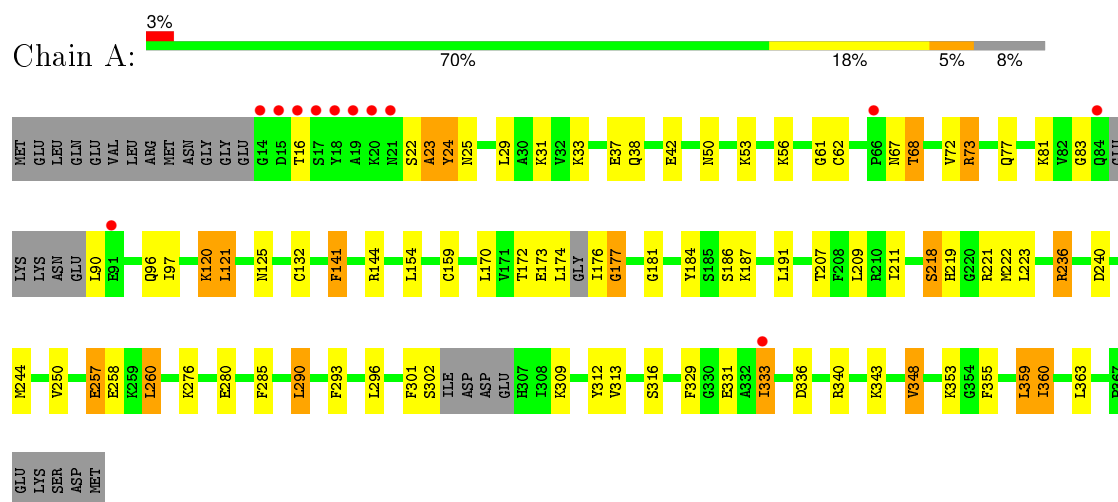 3%
Chain A:
70% 18% 5% 8%
MET GLU LEU GLN GLU VAL LEU ARG MET ASN GLY GLY GLU G14 D15 T16 S17 Y18 A19 K20 N21 S22 A23 Y24 N25 L29 A30 K31 V32 K33 E37 Q38 E42 N50 K53 K56 G61 C62 P66 N67 T68 V72 R73 Q77 K81 V82 G83 Q84 GLU
LYS LYS ASN GLU L90 E91 Q96 I97 K120 L121 N125 C132 F141 R144 L154 C159 L170 V171 T172 E173 L174 GLY I176 G177 G181 Y184 S185 S186 K187 L191 T207 F208 L209 R210 I211 S218 H219 G220 R221 M222 L223 R236 D240
M244 V250 E257 E258 K259 L260 K276 E280 F285 L290 F293 L296 F301 S302 ILE ASP ASP GLU H307 I308 K309 Y312 V313 S316 F329 G330 E331 A332 I333 D336 R340 K343 V348 K353 G354 F355 L359 I360 L363
GLU LYS SER ASP MET